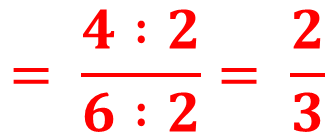 = 4 : 2 / 6 : 2 = 2 / 3